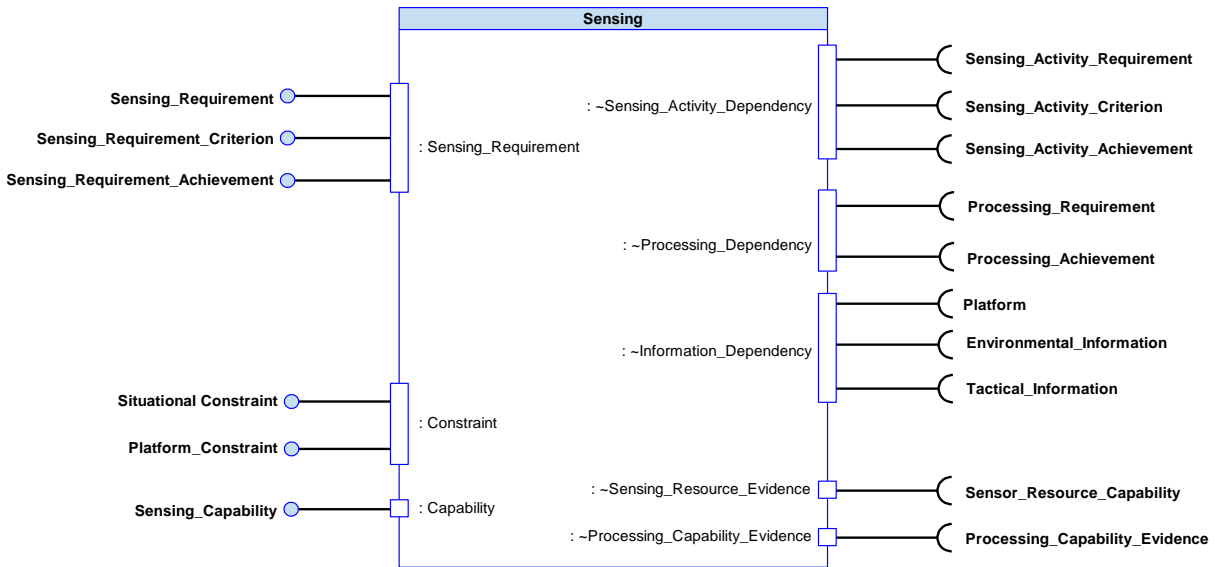 Sensing
Sensing_Requirement
Sensing_Requirement_Criterion
Sensing_Requirement_Achievement
: Sensing_Requirement
Situational Constraint
Platform_Constraint
: Constraint
Sensing_Capability
: Capability
: ~Sensing_Activity_Dependency
Sensing_Activity_Requirement
Sensing_Activity_Criterion
Sensing_Activity_Achievement
: ~Processing_Dependency
Processing_Requirement
Processing_Achievement
: ~Information_Dependency
Platform
Environmental_Information
Tactical_Information
: ~Sensing_Resource_Evidence
Sensor_Resource_Capability
: ~Processing_Capability_Evidence
Processing_Capability_Evidence